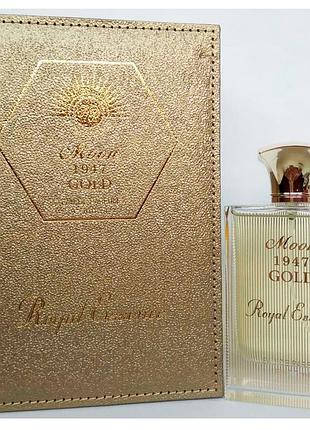 Moon
1947
GOLD
Royal Essence
Moon
1947
GOLD
Royal Es